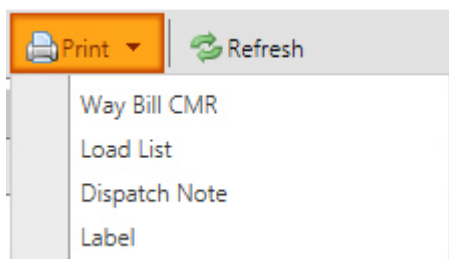 Print Refresh
Way Bill CMR
Load List
Dispatch Note
Label